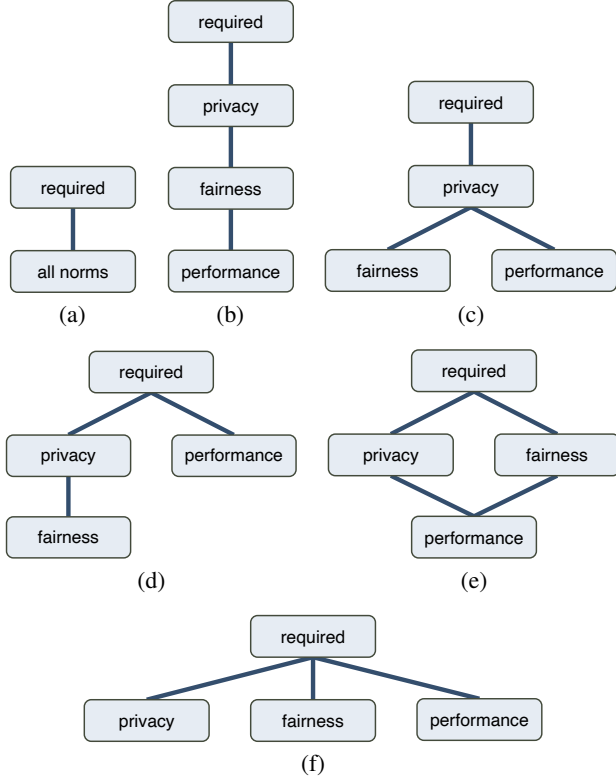 required
privacy
fairness
performance
(b)
required
all norms
(a)
required
privacy
fairness performance
(c)
required
privacy performance
fairness
(d)
required
privacy fairness
performance
(e)
required
privacy fairness performance
(f)